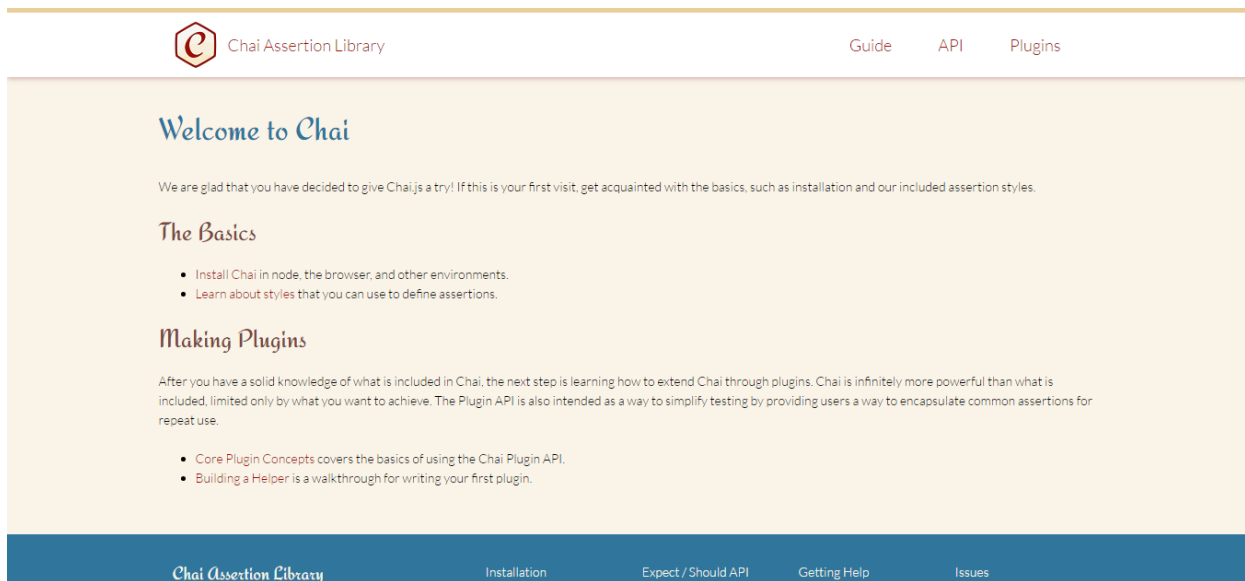 C Chai Assertion Library Guide API Plugins
Welcome to Chai
We are glad that you have decided to give Chai.js a try! If this is your first visit, get acquainted with the basics, such as installation and our included assertion styles.
The Basics
Install Chai in node, the browser, and other environments.
Learn about styles that you can use to define assertions.
Making Plugins
After you have a solid knowledge of what is included in Chai, the next step is learning how to extend Chai through plugins. Chai is infinitely more powerful than what is
included, limited only by what you want to achieve. The Plugin API is also intended as a way to simplify testing by providing users a way to encapsulate common assertions for
repeat use.
Core Plugin Concepts covers the basics of using the Chai Plugin API.
Building a Helper is a walkthrough for writing your first plugin.
Chai Assertion Library Installation Expect / Should API Getting Help Issues